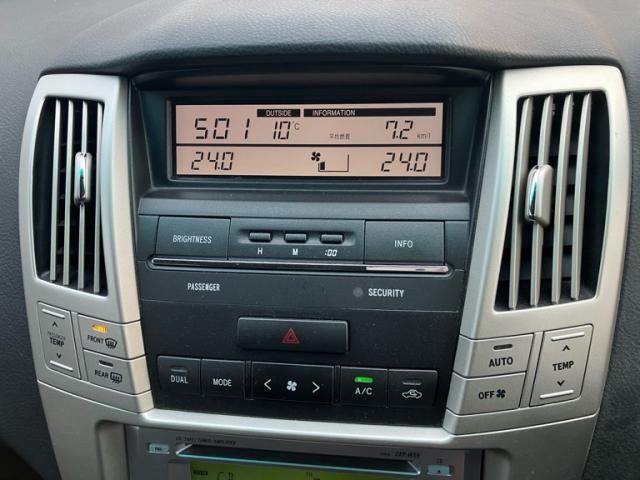 OUTSIDE INFORMATION
5:01 10°C 平均燃費 7.2 km/l
24.0 24.0
BRIGHTNESS INFO
H M :00
PASSENGER SECURITY
PASSENGER TEMP
FRONT
REAR
AUTO
TEMP
OFF
DUAL MODE < > A/C